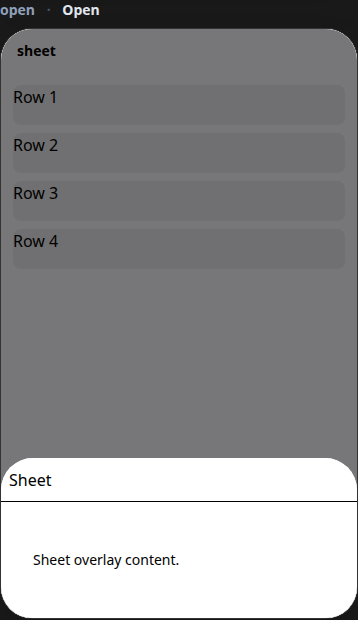 open · Open
sheet
Row 1
Row 2
Row 3
Row 4
Sheet
Sheet overlay content.